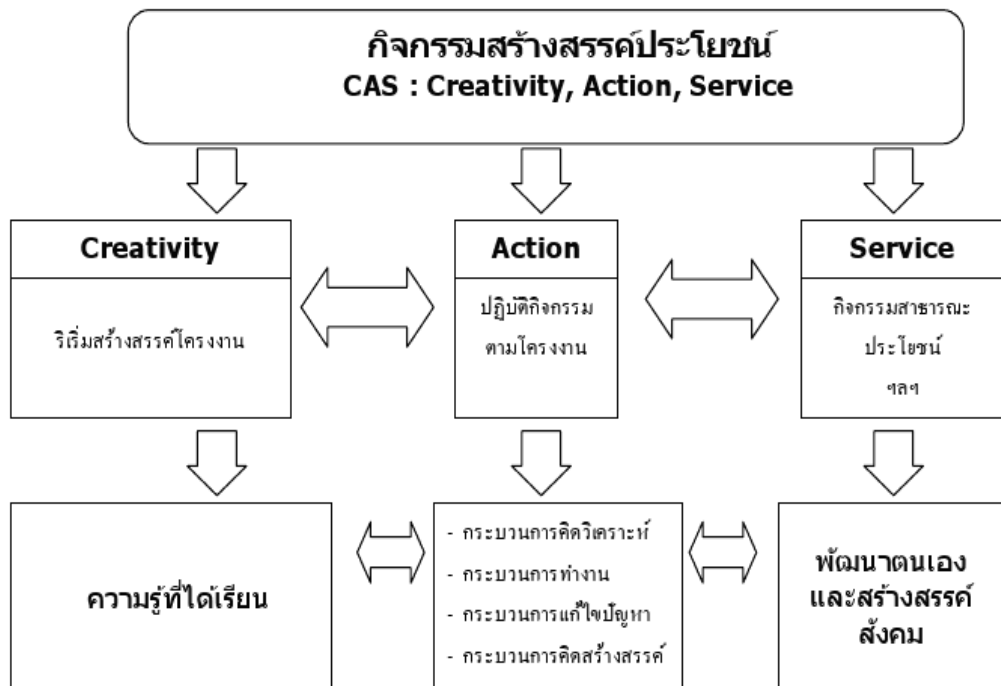 กิจกรรมสร้างสรรค์ประโยชน์
CAS : Creativity, Action, Service
Creativity
ริเริ่มสร้างสรรค์โครงงาน
Action
ปฏิบัติกิจกรรม
ตามโครงงาน
Service
กิจกรรมสาธารณะ
ประโยชน์
ฯลฯ
ความรู้ที่ได้เรียน
- กระบวนการคิดวิเคราะห์
- กระบวนการทำงาน
- กระบวนการแก้ไขปัญหา
- กระบวนการคิดสร้างสรรค์
พัฒนาตนเอง
และสร้างสรรค์
สังคม